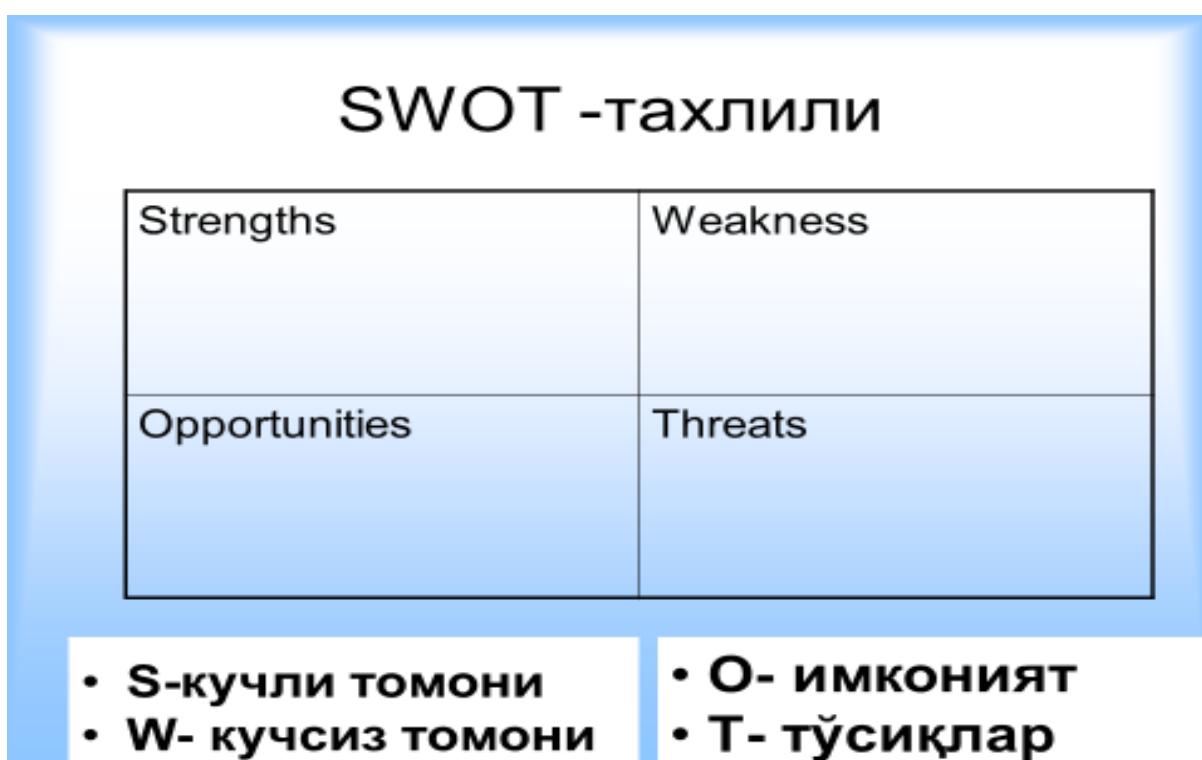 SWOT -тахлили
Strengths
Weakness
Opportunities
Threats
• S-кучли томони
• W- кучсиз томони
• O- имконият
• T- тўсиқлар